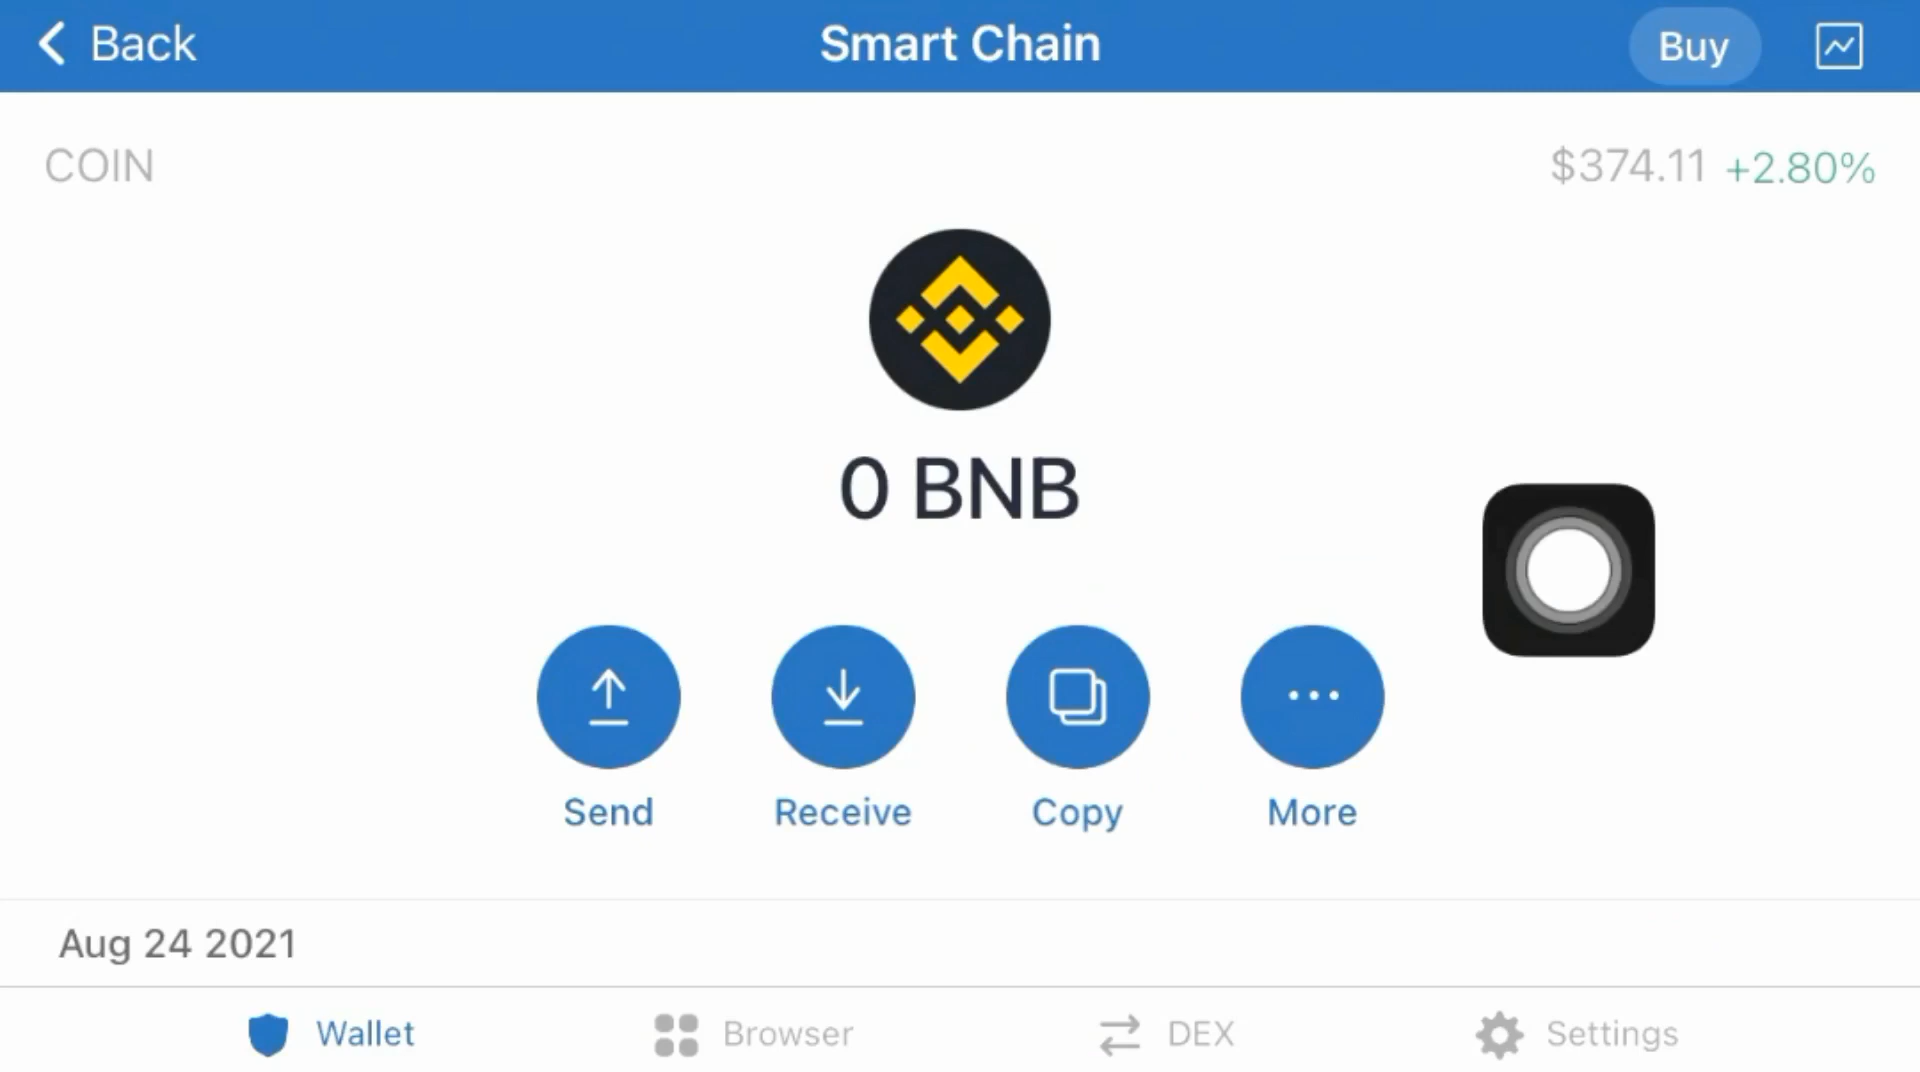 Back
Smart Chain
Buy
COIN
$374.11 +2.80%
0 BNB
Send
Receive
Copy
More
Aug 24 2021
Wallet
Browser
DEX
Settings